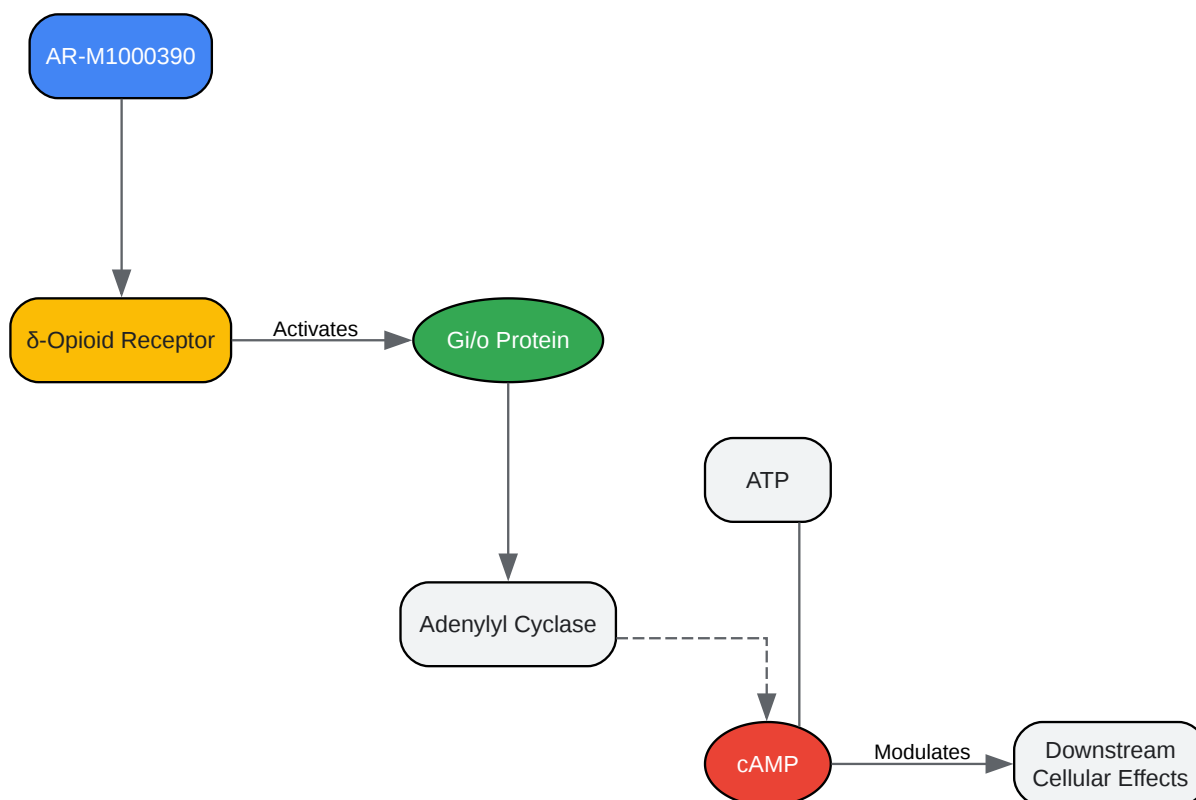 AR-M1000390
δ-Opioid Receptor
Activates
Gi/o Protein
ATP
Adenylyl Cyclase
cAMP
Modulates
Downstream
Cellular Effects